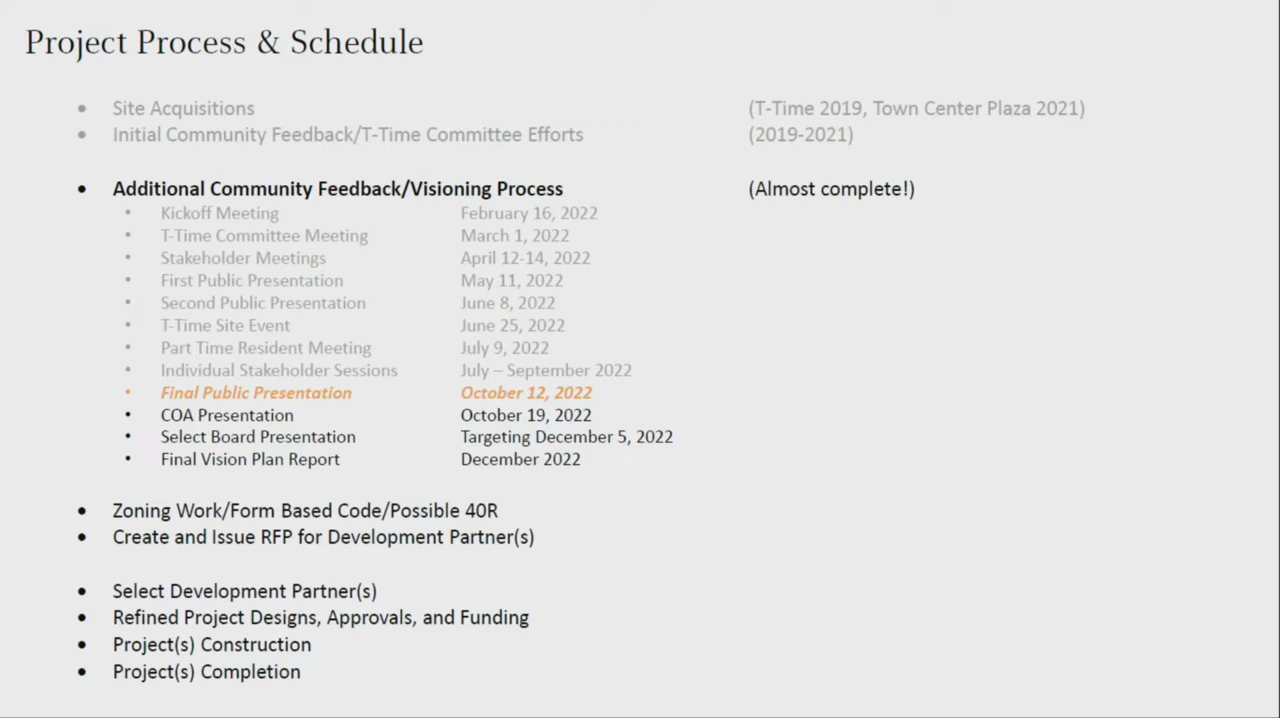 Project Process & Schedule
• Site Acquisitions (T-Time 2019, Town Center Plaza 2021)
• Initial Community Feedback/T-Time Committee Efforts (2019-2021)
• Additional Community Feedback/Visioning Process (Almost complete!)
• Kickoff Meeting February 16, 2022
• T-Time Committee Meeting March 1, 2022
• Stakeholder Meetings April 12-14, 2022
• First Public Presentation May 11, 2022
• Second Public Presentation June 8, 2022
• T-Time Site Event June 25, 2022
• Part Time Resident Meeting July 9, 2022
• Individual Stakeholder Sessions July – September 2022
• Final Public Presentation October 12, 2022
• COA Presentation October 19, 2022
• Select Board Presentation Targeting December 5, 2022
• Final Vision Plan Report December 2022
• Zoning Work/Form Based Code/Possible 40R
• Create and Issue RFP for Development Partner(s)
• Select Development Partner(s)
• Refined Project Designs, Approvals, and Funding
• Project(s) Construction
• Project(s) Completion